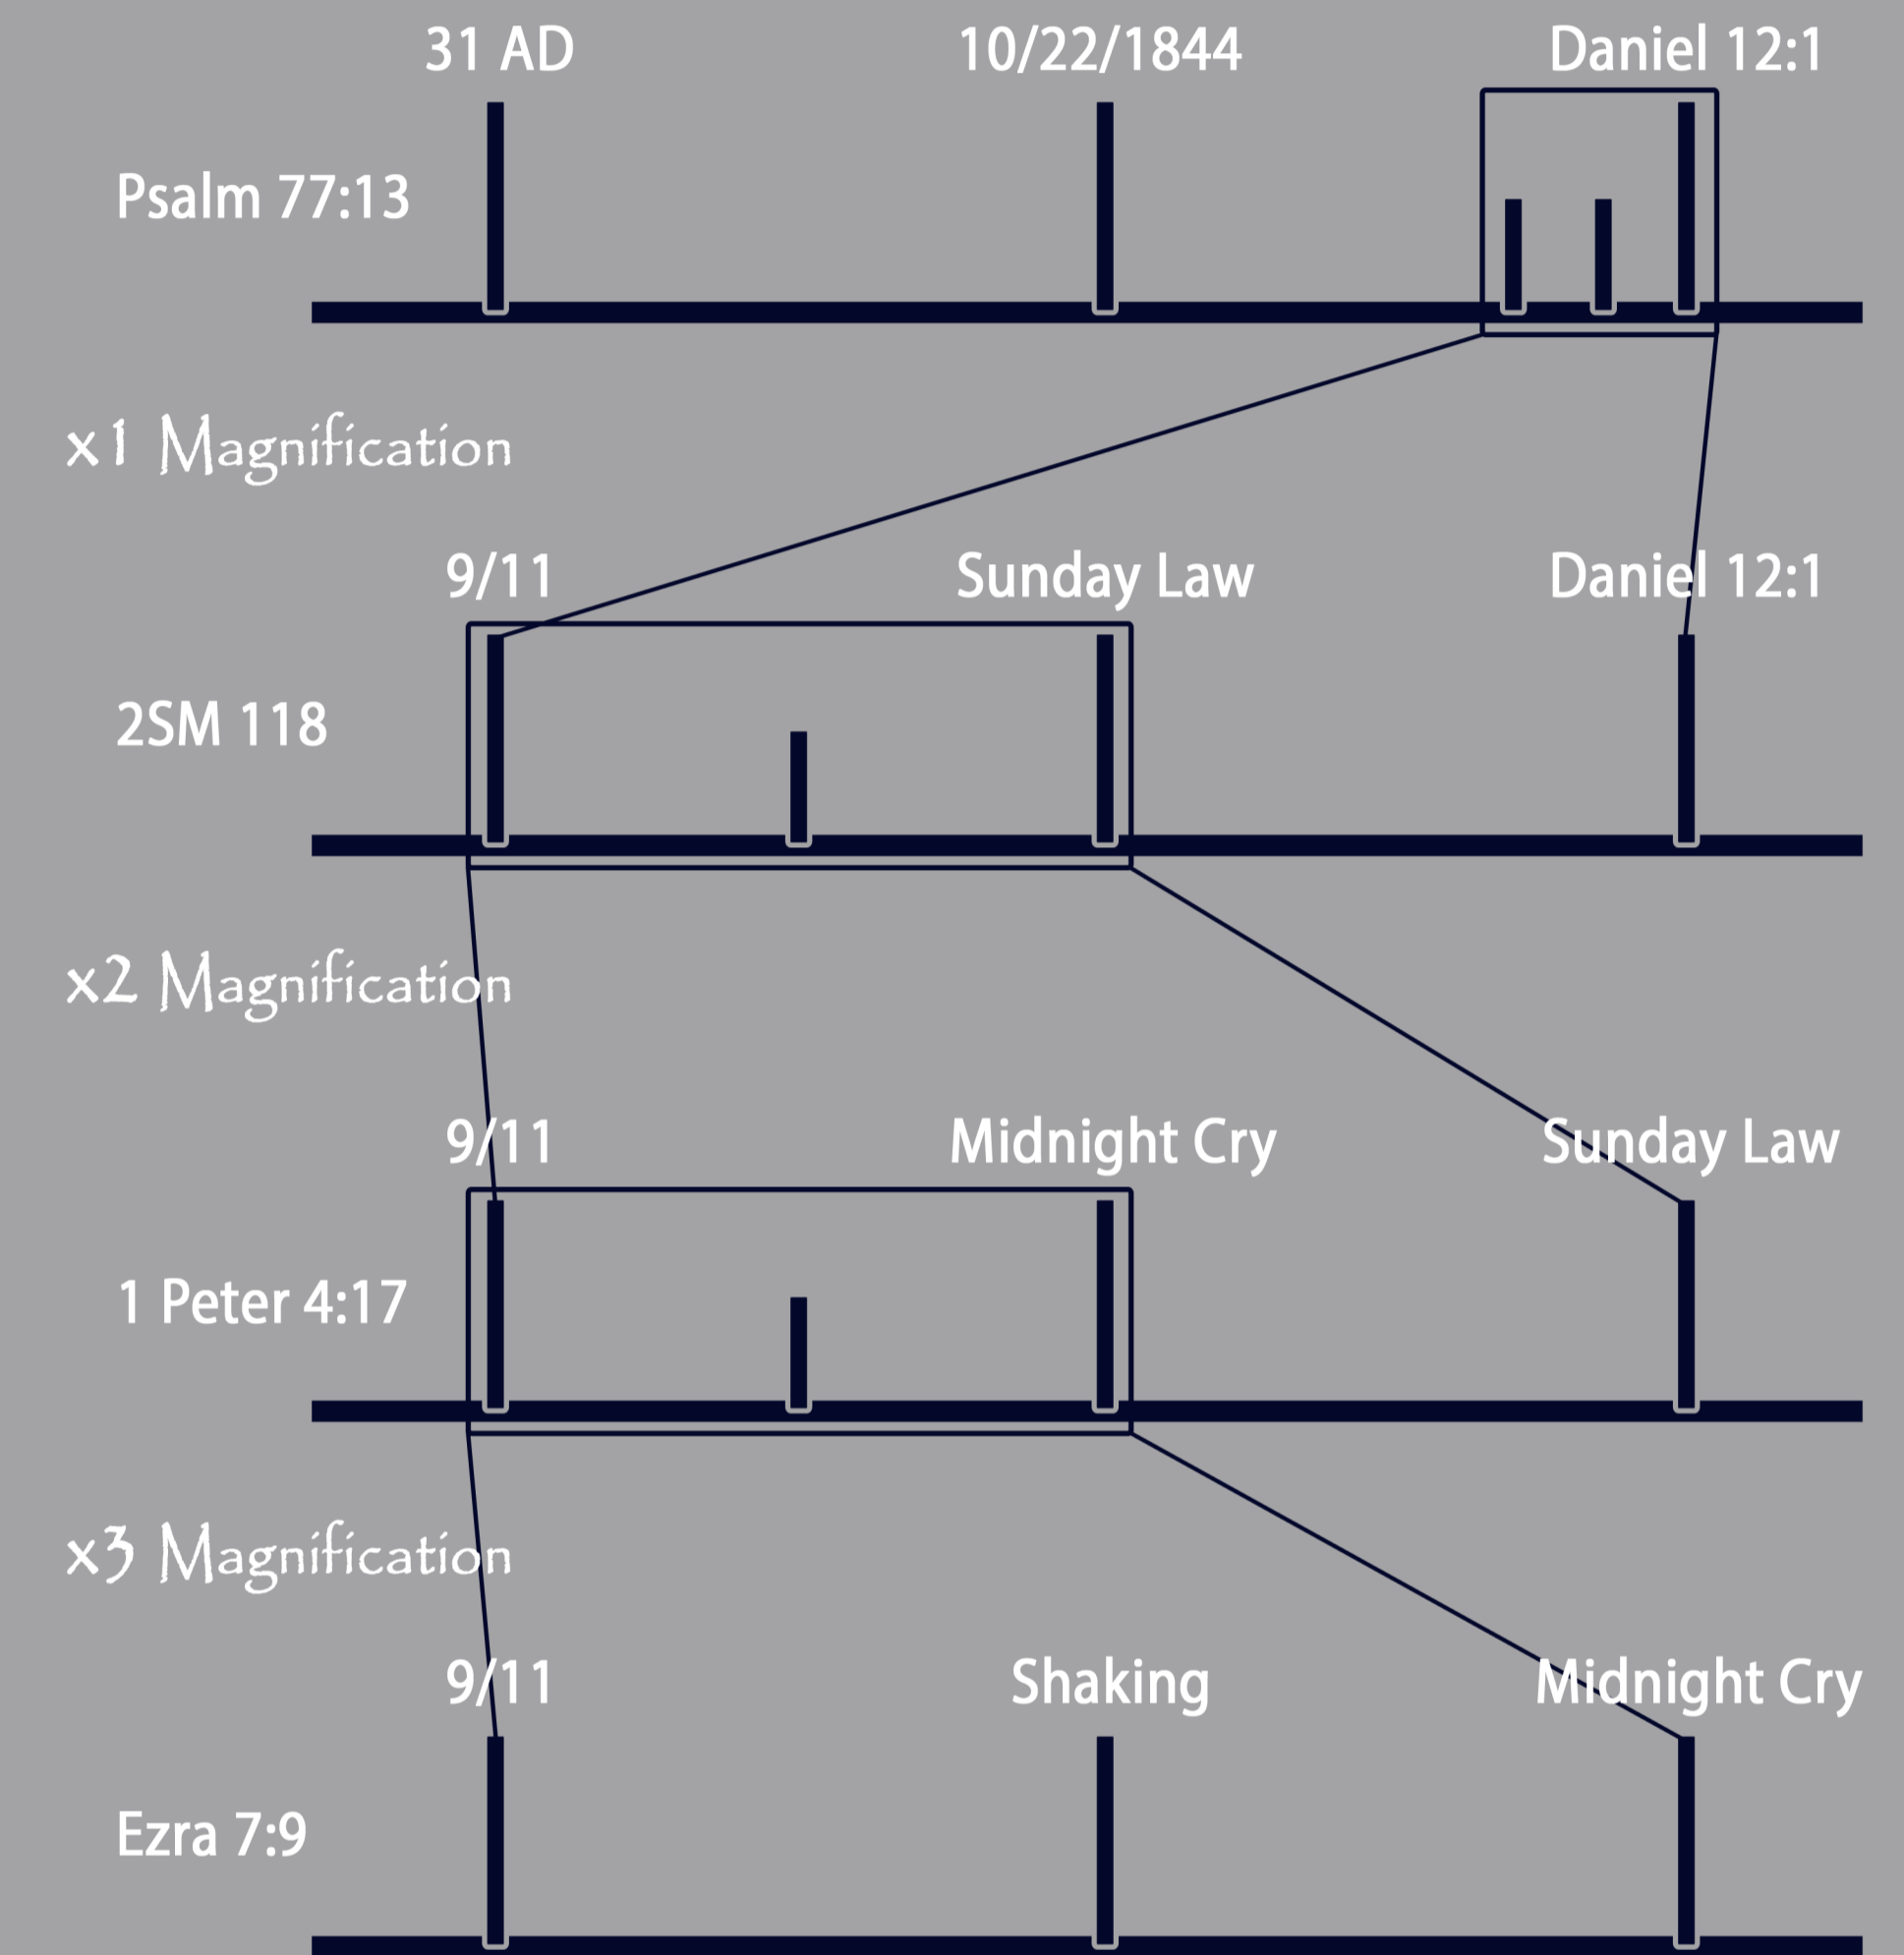 31 AD
10/22/1844
Daniel 12:1
Psalm 77:13
x1 Magnification
9/11
Sunday Law
Daniel 12:1
2SM 118
x2 Magnification
9/11
Midnight Cry
Sunday Law
1 Peter 4:17
x3 Magnification
9/11
Shaking
Midnight Cry
Ezra 7:9